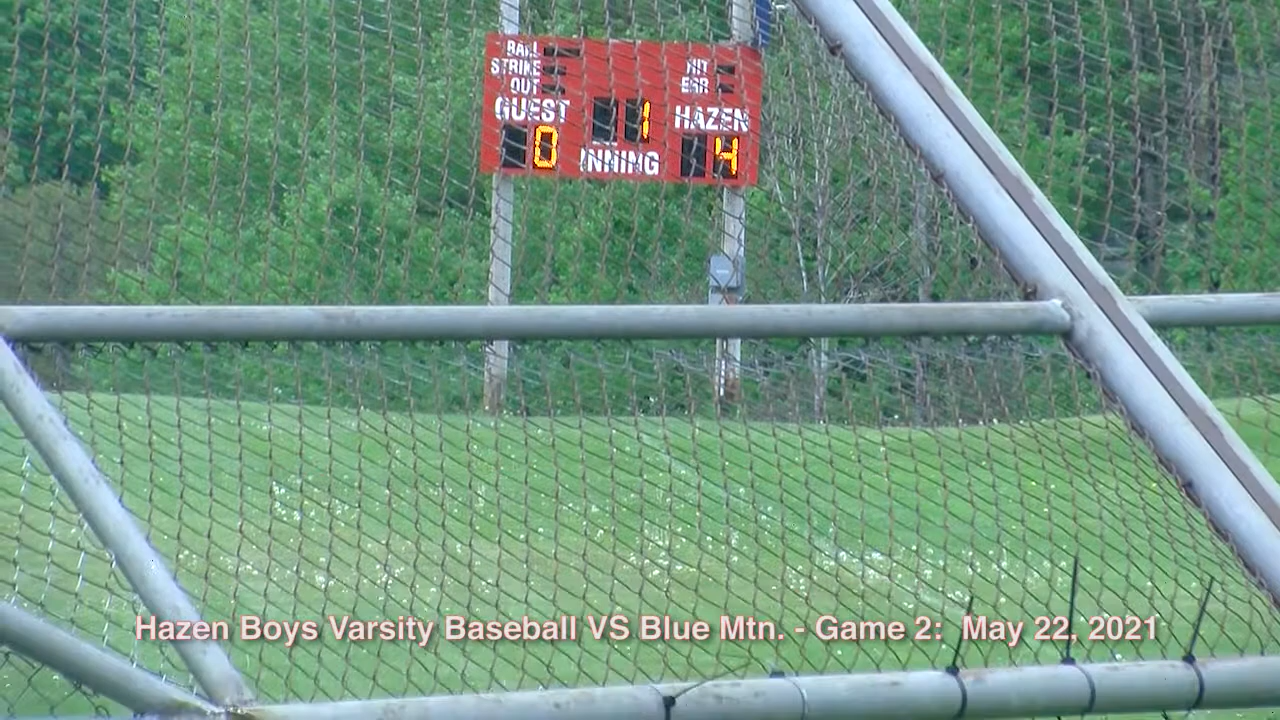 BALL
STRIKE
OUT
HIT
ERR
GUEST
1
HAZEN
0
INNING
4
Hazen Boys Varsity Baseball VS Blue Mtn. - Game 2: May 22, 2021